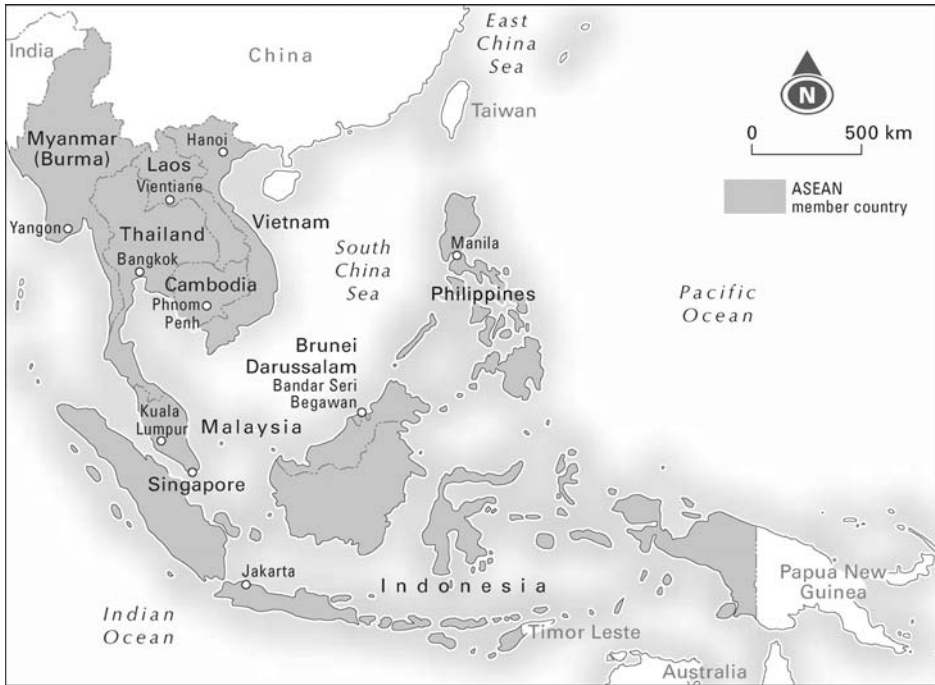 East
China
Sea
India
China
Taiwan
N
0 500 km
ASEAN
member country
Myanmar
(Burma)
Hanoi
Laos
Vientiane
Yangon
Thailand
Vietnam
Bangkok
Cambodia
Phnom
Penh
South
China
Sea
Manila
Philippines
Pacific
Ocean
Brunei
Darussalam
Bandar Seri
Begawan
Kuala
Lumpur
Malaysia
Singapore
Jakarta
Indonesia
Papua New
Guinea
Indian
Ocean
Timor Leste
Australia